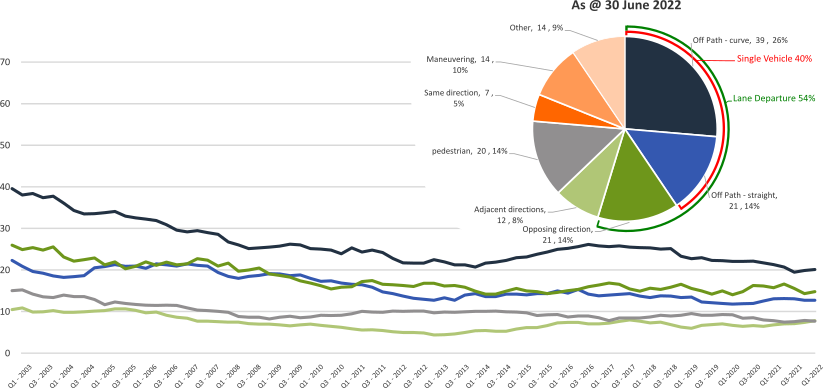 As @ 30 June 2022
Other, 14 , 9%
Off Path - curve, 39 , 26%
Single Vehicle 40%
Maneuvering, 14 ,
10%
Same direction, 7 ,
5%
Lane Departure 54%
pedestrian, 20 , 14%
Off Path - straight,
21 , 14%
Adjacent directions,
12 , 8%
Opposing direction,
21 , 14%
70
60
50
40
30
20
10
0
Q1 - 2003
Q3 - 2003
Q1 - 2004
Q3 - 2004
Q1 - 2005
Q3 - 2005
Q1 - 2006
Q3 - 2006
Q1 - 2007
Q3 - 2007
Q1 - 2008
Q3 - 2008
Q1 - 2009
Q3 - 2009
Q1 - 2010
Q3 - 2010
Q1 - 2011
Q3 - 2011
Q1 - 2012
Q3 - 2012
Q1 - 2013
Q3 - 2013
Q1 - 2014
Q3 - 2014
Q1 - 2015
Q3 - 2015
Q1 - 2016
Q3 - 2016
Q1 - 2017
Q3 - 2017
Q1 - 2018
Q3 - 2018
Q1 - 2019
Q3 - 2019
Q1 - 2020
Q3 - 2020
Q1 - 2021
Q3 - 2021
Q1 - 2022